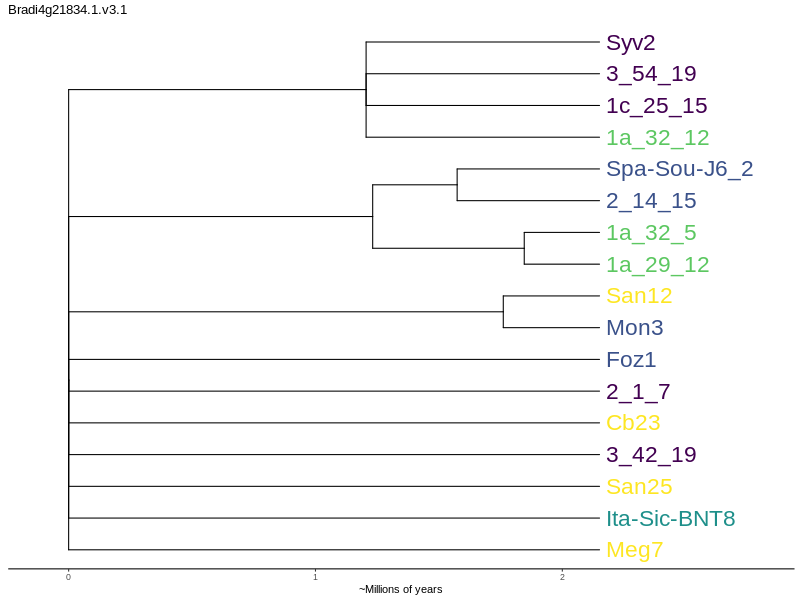 Bradi4g21834.1.v3.1
Syv2
3_54_19
1c_25_15
1a_32_12
Spa-Sou-J6_2
2_14_15
1a_32_5
1a_29_12
San12
Mon3
Foz1
2_1_7
Cb23
3_42_19
San25
Ita-Sic-BNT8
Meg7
0 1 2
~Millions of years